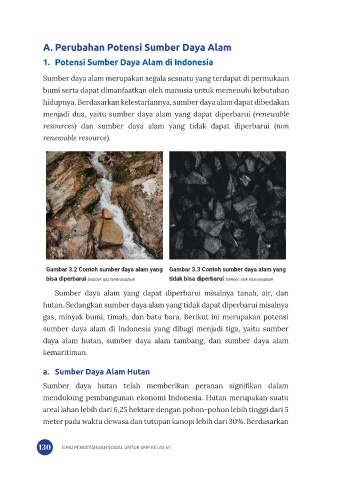 A. Perubahan Potensi Sumber Daya Alam
1. Potensi Sumber Daya Alam di Indonesia
Sumber daya alam merupakan segala sesuatu yang terdapat di permukaan
bumi serta dapat dimanfaatkan oleh manusia untuk memenuhi kebutuhan
hidupnya. Berdasarkan kelestariannya, sumber daya alam dapat dibedakan
menjadi dua, yaitu sumber daya alam yang dapat diperbarui (renewable
resources) dan sumber daya alam yang tidak dapat diperbarui (non
renewable resource).
Gambar 3.2 Contoh sumber daya alam yang
bisa diperbarui
Gambar 3.3 Contoh sumber daya alam yang
tidak bisa diperbarui
Sumber daya alam yang dapat diperbarui misalnya tanah, air, dan
hutan. Sedangkan sumber daya alam yang tidak dapat diperbarui misalnya
gas, minyak bumi, timah, dan batu bara. Berikut ini merupakan potensi
sumber daya alam di Indonesia yang dibagi menjadi tiga, yaitu sumber
daya alam hutan, sumber daya alam tambang, dan sumber daya alam
kemaritiman.
a. Sumber Daya Alam Hutan
Sumber daya hutan telah memberikan peranan signifikan dalam
mendukung pembangunan ekonomi Indonesia. Hutan merupakan suatu
areal lahan lebih dari 6,25 hektare dengan pohon-pohon lebih tinggi dari 5
meter pada waktu dewasa dan tutupan kanopi lebih dari 30%. Berdasarkan
130 ILMU PENGETAHUAN SOSIAL UNTUK SMP KELAS VII